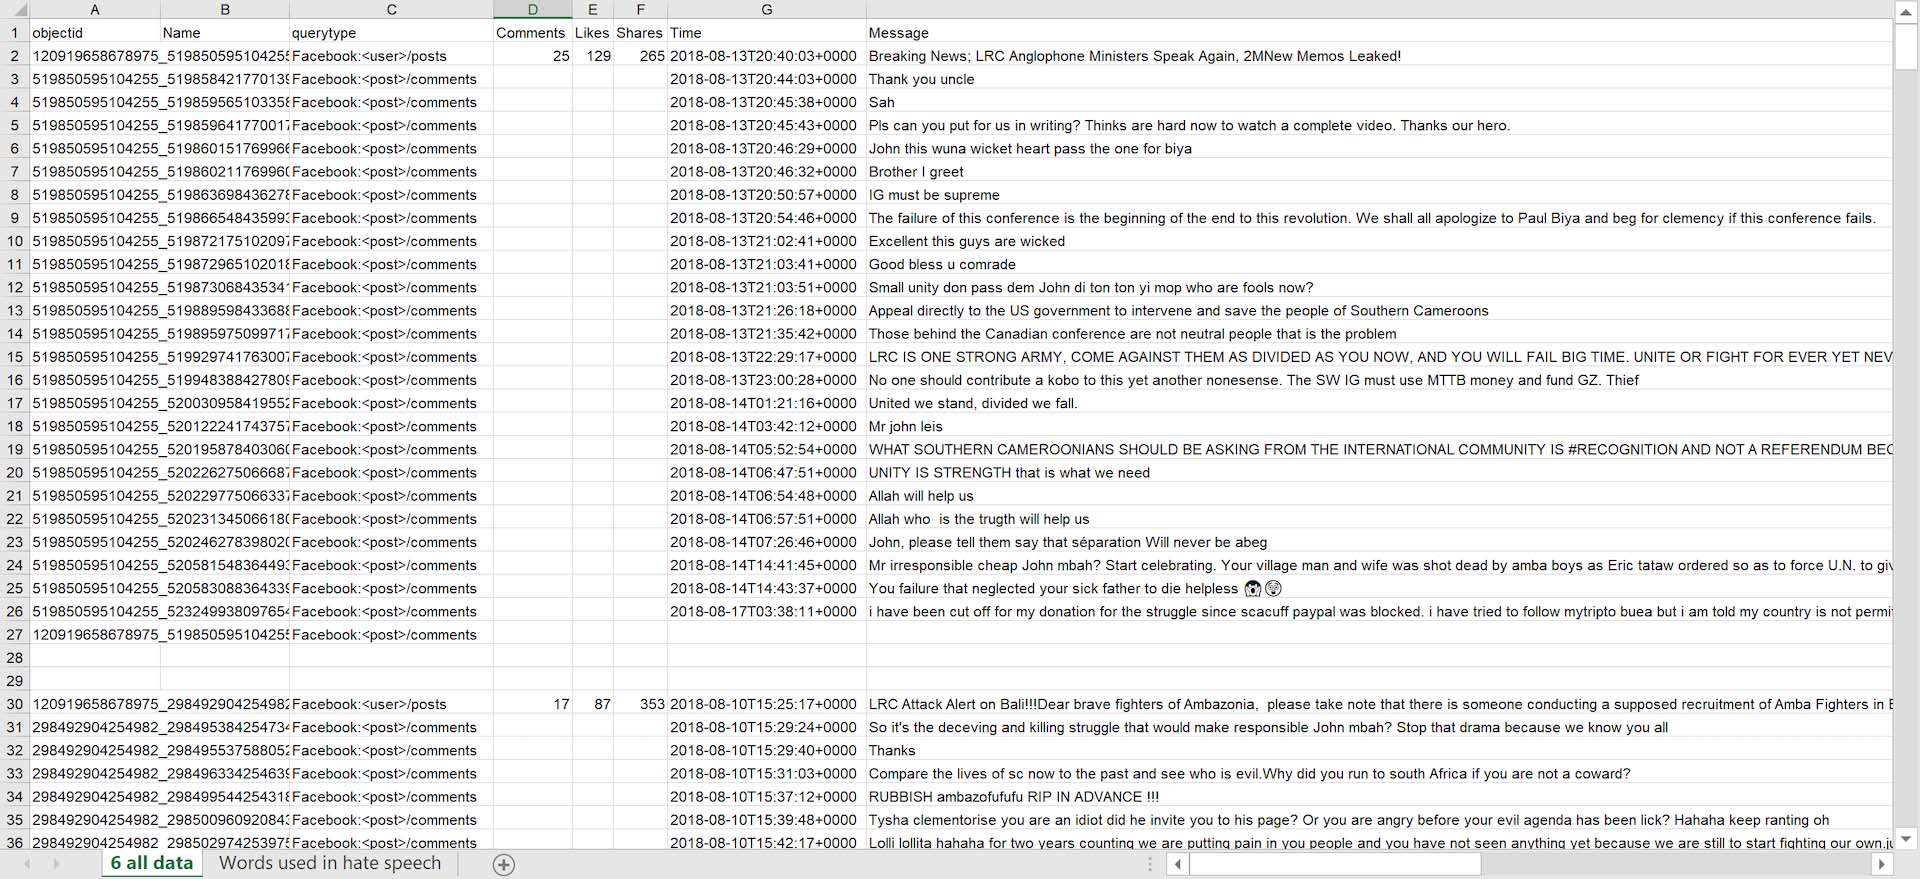 A B C D E F G
1 objectid Name querytype Comments Likes Shares Time Message
2 120919658678975_519850595104255 Facebook:<user>/posts 25 129 265 2018-08-13T20:40:03+0000 Breaking News; LRC Anglophone Ministers Speak Again, 2MNew Memos Leaked!
3 519850595104255_519858421770139 Facebook:<post>/comments 2018-08-13T20:44:03+0000 Thank you uncle
4 519850595104255_519859565103358 Facebook:<post>/comments 2018-08-13T20:45:38+0000 Sah
5 519850595104255_519859641770017 Facebook:<post>/comments 2018-08-13T20:45:43+0000 Pls can you put for us in writing? Thinks are hard now to watch a complete video. Thanks our hero.
6 519850595104255_519860151769966 Facebook:<post>/comments 2018-08-13T20:46:29+0000 John this wuna wicket heart pass the one for biya
7 519850595104255_519860211769960 Facebook:<post>/comments 2018-08-13T20:46:32+0000 Brother I greet
8 519850595104255_519863698436278 Facebook:<post>/comments 2018-08-13T20:50:57+0000 IG must be supreme
9 519850595104255_519866548435993 Facebook:<post>/comments 2018-08-13T20:54:46+0000 The failure of this conference is the beginning of the end to this revolution. We shall all apologize to Paul Biya and beg for clemency if this conference fails.
10 519850595104255_519872175102097 Facebook:<post>/comments 2018-08-13T21:02:41+0000 Excellent this guys are wicked
11 519850595104255_519872965102018 Facebook:<post>/comments 2018-08-13T21:03:41+0000 Good bless u comrade
12 519850595104255_519873068435341 Facebook:<post>/comments 2018-08-13T21:03:51+0000 Small unity don pass dem John di ton ton yi mop who are fools now?
13 519850595104255_519889598433688 Facebook:<post>/comments 2018-08-13T21:26:18+0000 Appeal directly to the US government to intervene and save the people of Southern Cameroons
14 519850595104255_519895975099717 Facebook:<post>/comments 2018-08-13T21:35:42+0000 Those behind the Canadian conference are not neutral people that is the problem
15 519850595104255_519929741763007 Facebook:<post>/comments 2018-08-13T22:29:17+0000 LRC IS ONE STRONG ARMY, COME AGAINST THEM AS DIVIDED AS YOU NOW, AND YOU WILL FAIL BIG TIME. UNITE OR FIGHT FOR EVER YET NEV
16 519850595104255_519948388427809 Facebook:<post>/comments 2018-08-13T23:00:28+0000 No one should contribute a kobo to this yet another nonesense. The SW IG must use MTTB money and fund GZ. Thief
17 519850595104255_520030958419552 Facebook:<post>/comments 2018-08-14T01:21:16+0000 United we stand, divided we fall.
18 519850595104255_520122241743757 Facebook:<post>/comments 2018-08-14T03:42:12+0000 Mr john leis
19 519850595104255_520195878403060 Facebook:<post>/comments 2018-08-14T05:52:54+0000 WHAT SOUTHERN CAMEROONIANS SHOULD BE ASKING FROM THE INTERNATIONAL COMMUNITY IS #RECOGNITION AND NOT A REFERENDUM BEC
20 519850595104255_520226275066687 Facebook:<post>/comments 2018-08-14T06:47:51+0000 UNITY IS STRENGTH that is what we need
21 519850595104255_520229775066337 Facebook:<post>/comments 2018-08-14T06:54:48+0000 Allah will help us
22 519850595104255_520231345066180 Facebook:<post>/comments 2018-08-14T06:57:51+0000 Allah who is the trugth will help us
23 519850595104255_520246278398020 Facebook:<post>/comments 2018-08-14T07:26:46+0000 John, please tell them say that séparation Will never be abeg
24 519850595104255_520581548364493 Facebook:<post>/comments 2018-08-14T14:41:45+0000 Mr irresponsible cheap John mbah? Start celebrating. Your village man and wife was shot dead by amba boys as Eric tataw ordered so as to force U.N. to giv
25 519850595104255_520583088364339 Facebook:<post>/comments 2018-08-14T14:43:37+0000 You failure that neglected your sick father to die helpless 😱😭
26 519850595104255_523249938097654 Facebook:<post>/comments 2018-08-17T03:38:11+0000 i have been cut off for my donation for the struggle since scacuff paypal was blocked. i have tried to follow mytripto buea but i am told my country is not permi
27 120919658678975_519850595104255 Facebook:<post>/comments
28
29
30 120919658678975_298492904254982 Facebook:<user>/posts 17 87 353 2018-08-10T15:25:17+0000 LRC Attack Alert on Bali!!!Dear brave fighters of Ambazonia, please take note that there is someone conducting a supposed recruitment of Amba Fighters in B
31 298492904254982_298495384254734 Facebook:<post>/comments 2018-08-10T15:29:24+0000 So it's the deceving and killing struggle that would make responsible John mbah? Stop that drama because we know you all
32 298492904254982_298495537588052 Facebook:<post>/comments 2018-08-10T15:29:40+0000 Thanks
33 298492904254982_298496334254639 Facebook:<post>/comments 2018-08-10T15:31:03+0000 Compare the lives of sc now to the past and see who is evil.Why did you run to south Africa if you are not a coward?
34 298492904254982_298499544254318 Facebook:<post>/comments 2018-08-10T15:37:12+0000 RUBBISH ambazofufufu RIP IN ADVANCE !!!
35 298492904254982_298500960920843 Facebook:<post>/comments 2018-08-10T15:39:48+0000 Tysha clementorise you are an idiot did he invite you to his page? Or you are angry before your evil agenda has been lick? Hahaha keep ranting oh
36 298492904254982_298502974253975 Facebook:<post>/comments 2018-08-10T15:42:17+0000 Lolli lollita hahaha for two years counting we are putting pain in you people and you have not seen anything yet because we are still to start fighting our own.ju
6 all data Words used in hate speech